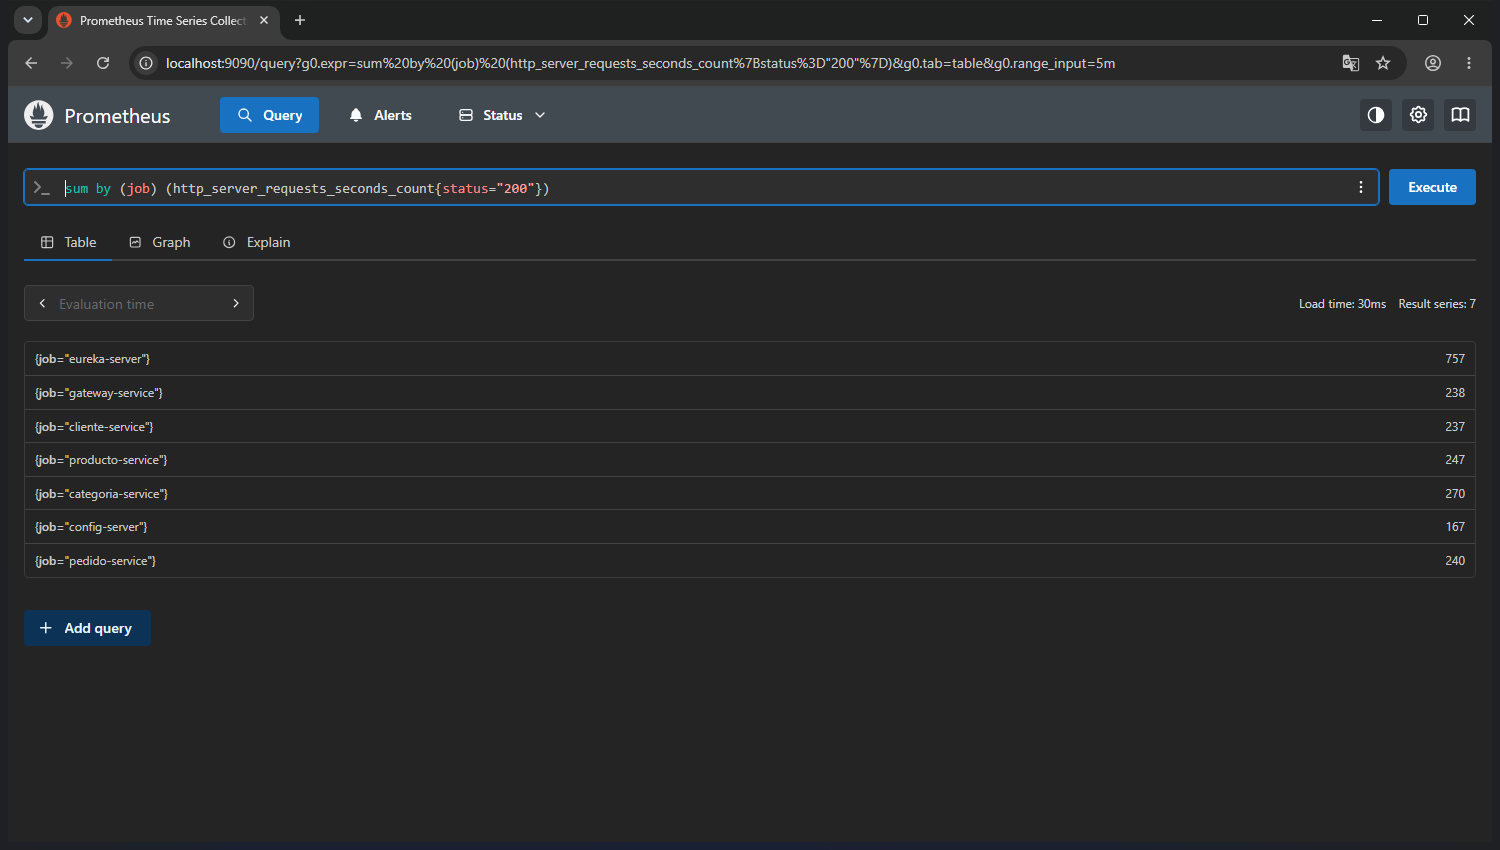 Prometheus Time Series Collect
localhost:9090/query?g0.expr=sum%20by%20(job)%20(http_server_requests_seconds_count%7Bstatus%3D"200"%7D)&g0.tab=table&g0.range_input=5m
Prometheus
Query
Alerts
Status
sum by (job) (http_server_requests_seconds_count{status="200"})
Execute
Table
Graph
Explain
Evaluation time
Load time: 30ms Result series: 7
{job="eureka-server"} 757
{job="gateway-service"} 238
{job="cliente-service"} 237
{job="producto-service"} 247
{job="categoria-service"} 270
{job="config-server"} 167
{job="pedido-service"} 240
Add query